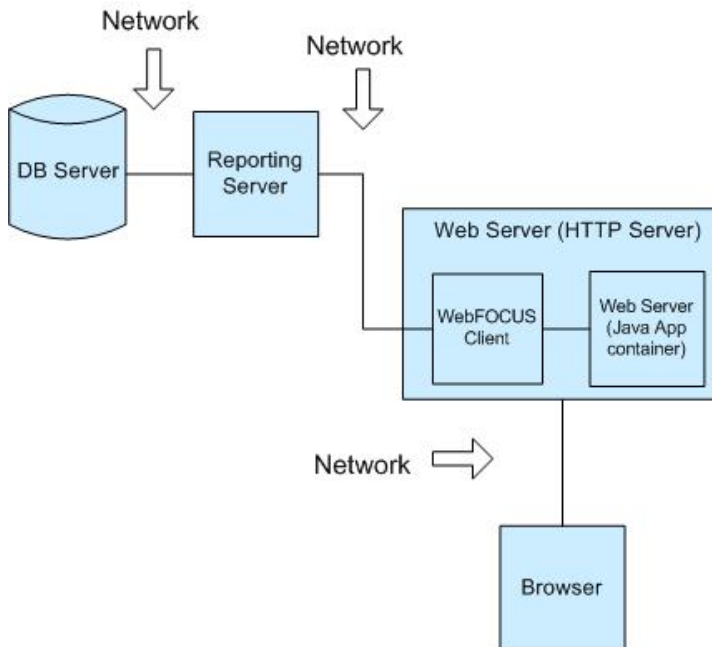 Network
Network
DB Server
Reporting
Server
Web Server (HTTP Server)
WebFOCUS
Client
Web Server
(Java App
container)
Network
Browser